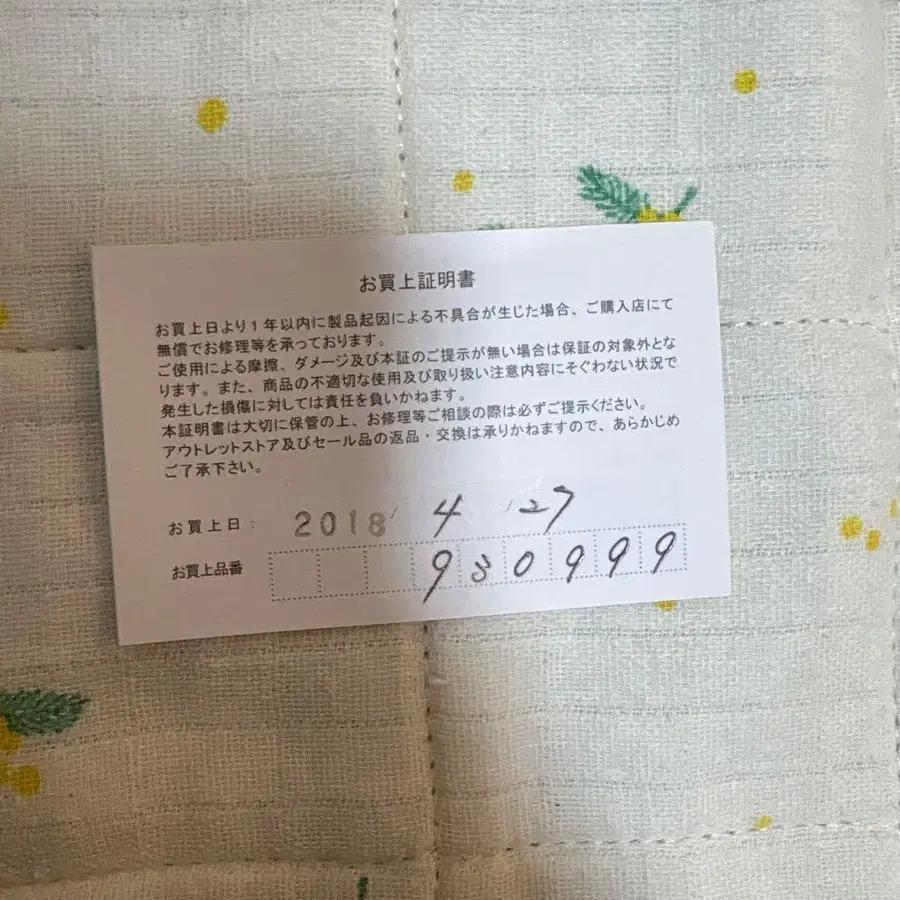 お買上証明書
お買上日より1年以内に製品起因による不具合が生じた場合、ご購入店にて
無償でお修理等を承っております。
ご使用による摩擦、ダメージ及び本証のご提示が無い場合は保証の対象外とな
ります。また、商品の不適切な使用及び取り扱い注意内容にそぐわない状況で
発生した損傷に対しては責任を負いかねます。
本証明書は大切に保管の上、お修理等ご相談の際は必ずご提示ください。
アウトレットストア及びセール品の返品・交換は承りかねますので、あらかじめ
ご了承下さい。
お買上日: 2018/ 4 /27
お買上品番 930999